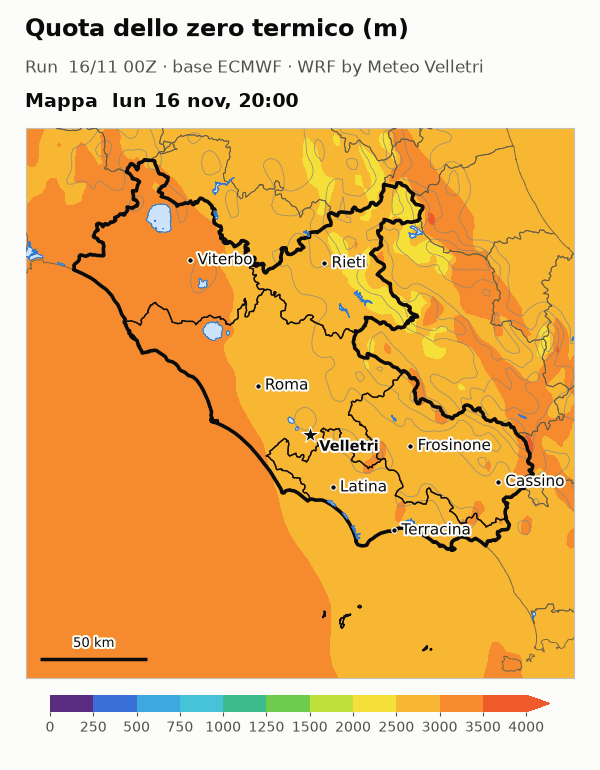 Quota dello zero termico (m)
Run  16/11 00Z · base ECMWF · WRF by Meteo Velletri
Mappa  lun 16 nov, 20:00
Viterbo
Rieti
Roma
Velletri
Frosinone
Cassino
Latina
Terracina
50 km
0 250 500 750 1000 1250 1500 2000 2500 3000 3500 4000